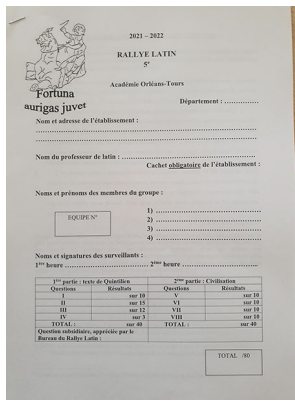 2021 – 2022
RALLYE LATIN
5e
Académie Orléans-Tours
Fortuna
aurigas juvet
Département : ……………
Nom et adresse de l'établissement :
Nom du professeur de latin : ……………………………
Cachet obligatoire de l'établissement :
Noms et prénoms des membres du groupe :
EQUIPE N°
1) ……………………………
2) ……………………………
3) ……………………………
4) ……………………………
Noms et signatures des surveillants :
1ère heure …………………… 2ème heure : ……………………
1ère partie : texte de Quintilien 2ème partie : Civilisation
Questions Résultats Questions Résultats
I sur 10 V sur 10
II sur 15 VI sur 10
III sur 12 VII sur 10
IV sur 3 VIII sur 10
TOTAL : sur 40 TOTAL : sur 40
Question subsidiaire, appréciée par le
Bureau du Rallye Latin :
TOTAL /80